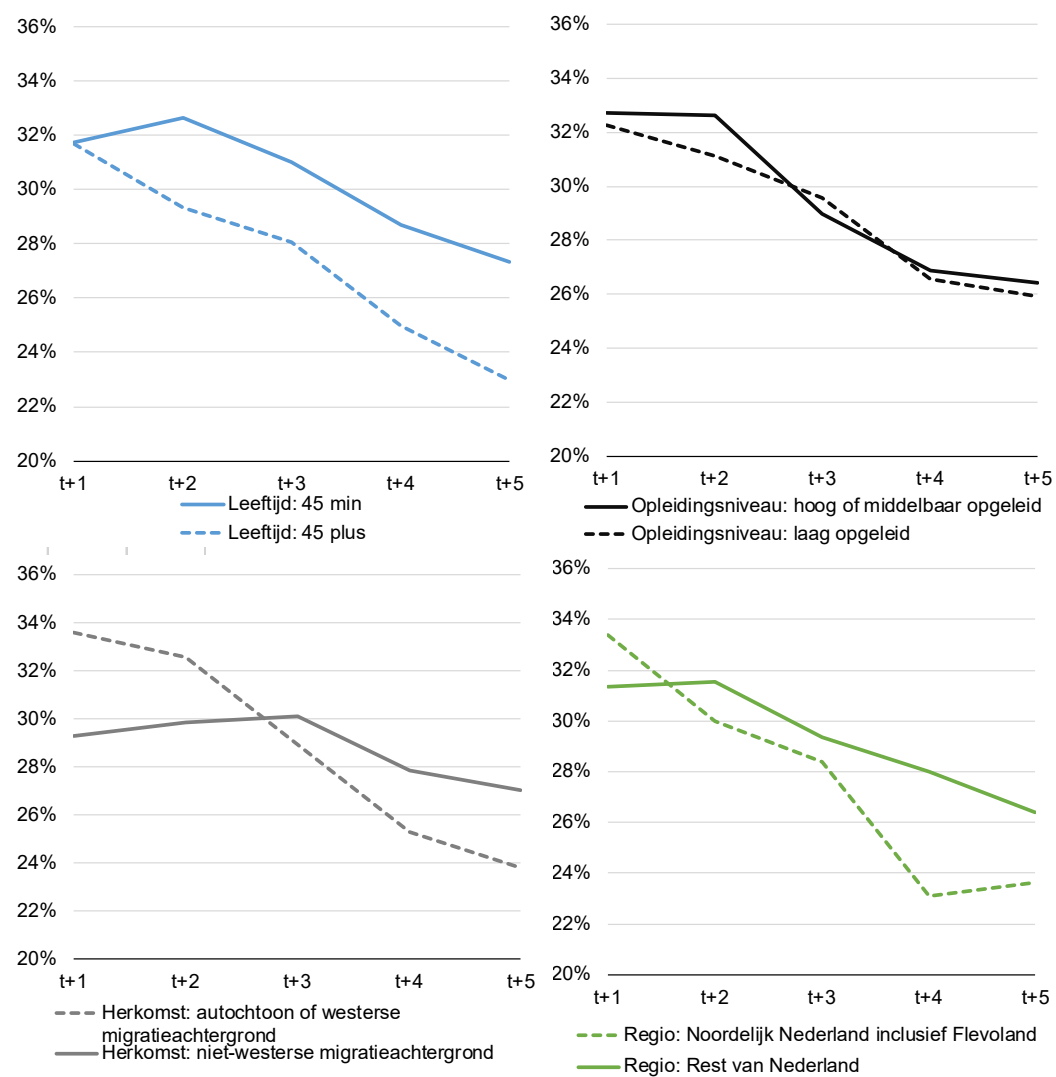 36%
34%
32%
30%
28%
26%
24%
22%
20%
t+1 t+2 t+3 t+4 t+5
Leeftijd: 45 min
Leeftijd: 45 plus
36%
34%
32%
30%
28%
26%
24%
22%
20%
t+1 t+2 t+3 t+4 t+5
Opleidingsniveau: hoog of middelbaar opgeleid
Opleidingsniveau: laag opgeleid
36%
34%
32%
30%
28%
26%
24%
22%
20%
t+1 t+2 t+3 t+4 t+5
Herkomst: autochtoon of westerse
migratieachtergrond
Herkomst: niet-westerse migratieachtergrond
36%
34%
32%
30%
28%
26%
24%
22%
20%
t+1 t+2 t+3 t+4 t+5
Regio: Noordelijk Nederland inclusief Flevoland
Regio: Rest van Nederland